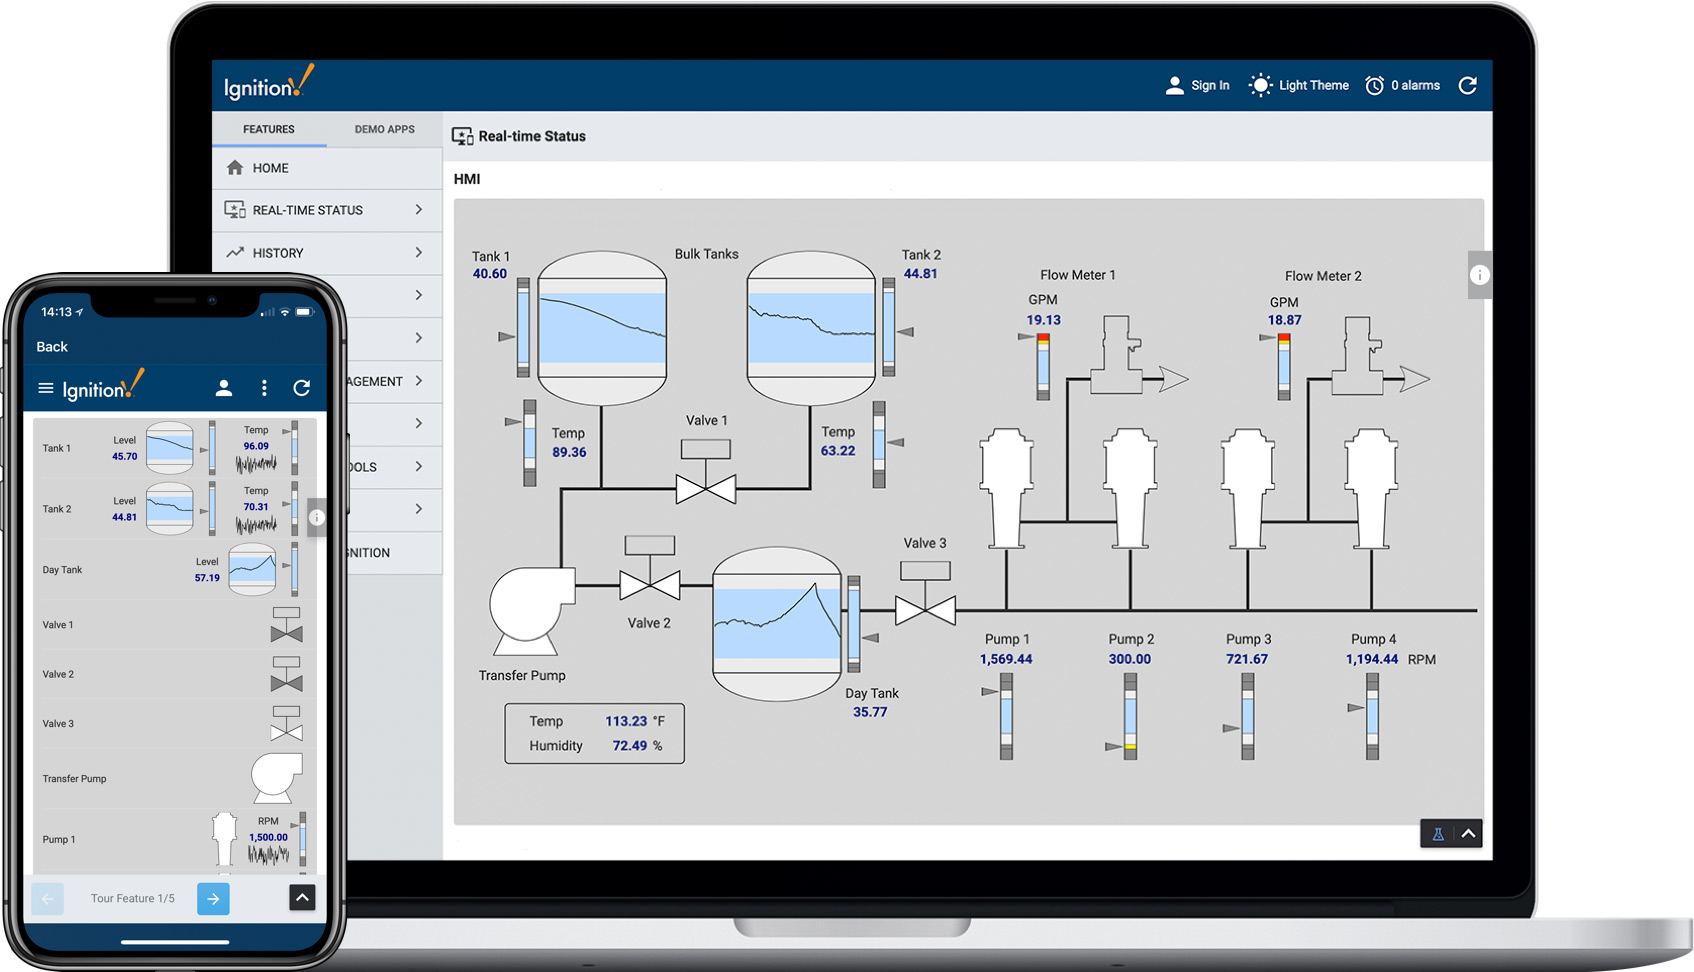 Ignition!
Sign In
Light Theme
0 alarms
FEATURES
DEMO APPS
Real-time Status
HOME
HMI
REAL-TIME STATUS
HISTORY
AGEMENT
OOLS
GNITION
Tank 1
40.60
Bulk Tanks
Tank 2
44.81
Flow Meter 1
GPM
19.13
Flow Meter 2
GPM
18.87
Temp
89.36
Valve 1
Temp
63.22
Valve 2
Valve 3
Transfer Pump
Day Tank
35.77
Temp 113.23 °F
Humidity 72.49 %
Pump 1
1,569.44
Pump 2
300.00
Pump 3
721.67
Pump 4
1,194.44 RPM
14:13
Back
Ignition!
Tank 1
Level
45.70
Temp
96.09
Tank 2
Level
44.81
Temp
70.31
Day Tank
Level
57.19
Valve 1
Valve 2
Valve 3
Transfer Pump
Pump 1
RPM
1,500.00
Tour Feature 1/5